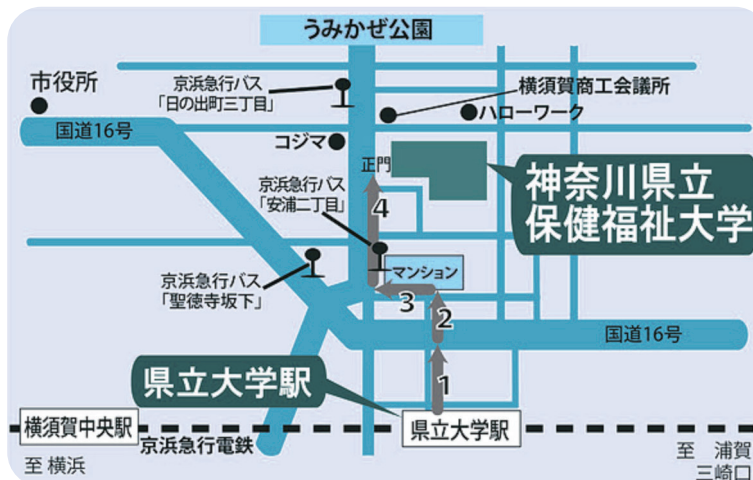 うみかぜ公園
市役所
京浜急行バス
「日の出町三丁目」
横須賀商工会議所
ハローワーク
国道16号
コジマ
正門
神奈川県立
保健福祉大学
京浜急行バス
「安浦二丁目」
4
マンション
京浜急行バス
「聖徳寺坂下」
3
2
国道16号
県立大学駅
1
横須賀中央駅
京浜急行電鉄
県立大学駅
至 横浜
至 浦賀
三崎口